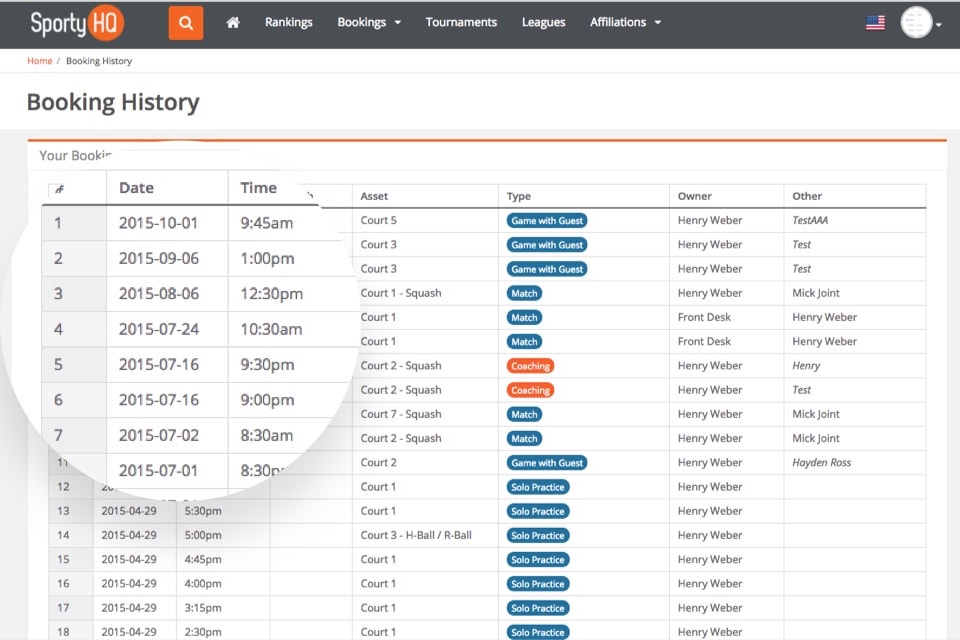 SportyHQ Rankings Bookings Tournaments Leagues Affiliations
Home / Booking History
Booking History
Your Bookin
# Date Time Asset Type Owner Other
1 2015-10-01 9:45am
2 2015-09-06 1:00pm
3 2015-08-06 12:30pm
4 2015-07-24 10:30am
5 2015-07-16 9:30pm
6 2015-07-16 9:00pm
7 2015-07-02 8:30am
2015-07-01 8:30p
Court 5 Game with Guest Henry Weber TestAAA
Court 3 Game with Guest Henry Weber Test
Court 3 Game with Guest Henry Weber Test
Court 1 - Squash Match Henry Weber Mick Joint
Court 1 Match Front Desk Henry Weber
Court 1 Match Front Desk Henry Weber
Court 2 - Squash Coaching Henry Weber Henry
Court 2 - Squash Coaching Henry Weber Test
Court 7 - Squash Match Henry Weber Mick Joint
Court 2 - Squash Match Henry Weber Mick Joint
11 Court 2 Game with Guest Henry Weber Hayden Ross
12 Court 1 Solo Practice Henry Weber
13 2015-04-29 5:30pm Court 1 Solo Practice Henry Weber
14 2015-04-29 5:00pm Court 3 - H-Ball / R-Ball Solo Practice Henry Weber
15 2015-04-29 4:45pm Court 1 Solo Practice Henry Weber
16 2015-04-29 4:00pm Court 1 Solo Practice Henry Weber
17 2015-04-29 3:15pm Court 1 Solo Practice Henry Weber
18 2015-04-29 2:30pm Court 1 Solo Practice Henry Weber